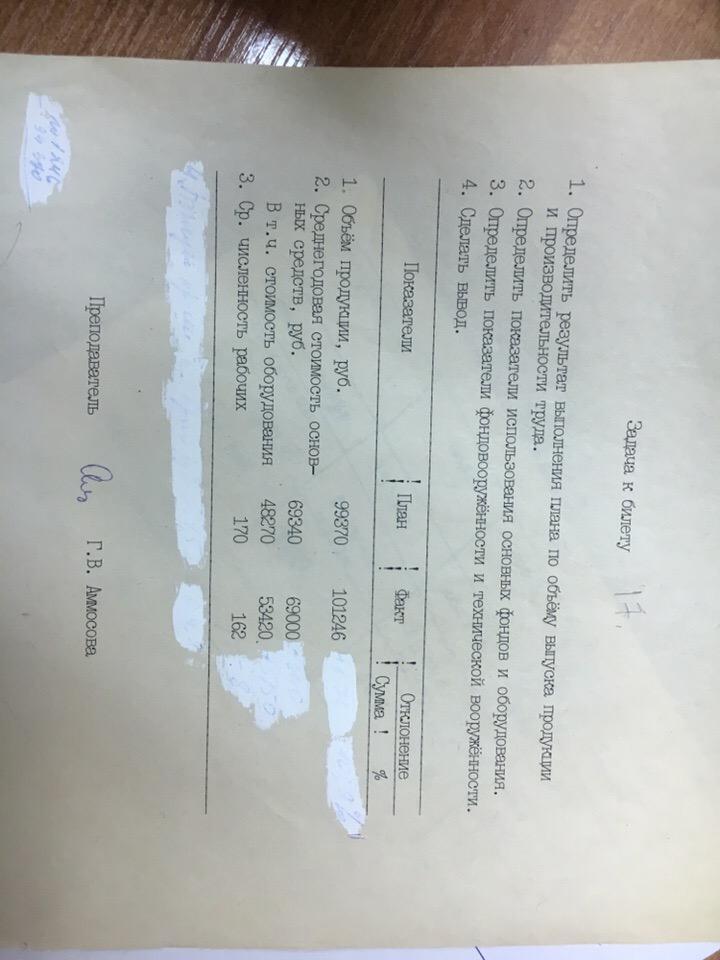 Задача к билету 17.
1. Определить результат выполнения плана по объёму выпуска продукции
и производительности труда.
2. Определить показатели использования основных фондов и оборудования.
3. Определить показатели фондовооружённости и технической вооружённости.
4. Сделать вывод.
Показатели ! План ! Факт ! Отклонение
! ! ! Сумма ! %
1. Объём продукции, руб. 99370 101246
2. Среднегодовая стоимость основ-
ных средств, руб. 69340 69000
В т.ч. стоимость оборудования 48270 53420
3. Ср. численность рабочих 170 162
Преподаватель Г.В. Аммосова